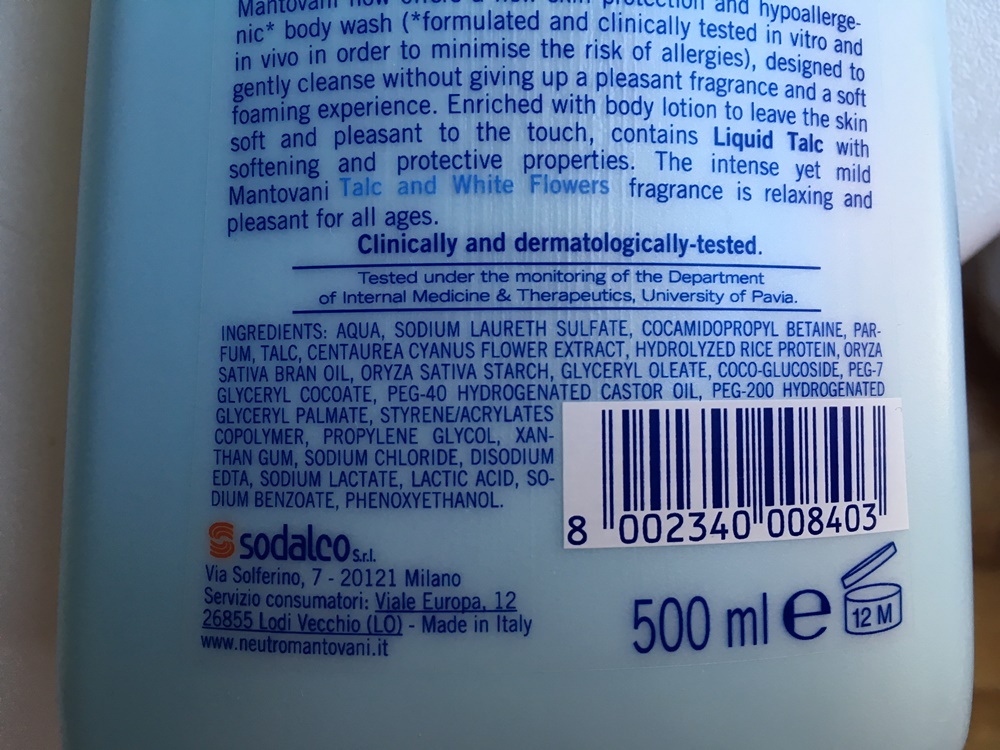 Mantovani now offers a new skin protection and hypoallerge-
nic* body wash (*formulated and clinically tested in vitro and
in vivo in order to minimise the risk of allergies), designed to
gently cleanse without giving up a pleasant fragrance and a soft
foaming experience. Enriched with body lotion to leave the skin
soft and pleasant to the touch, contains Liquid Talc with
softening and protective properties. The intense yet mild
Mantovani Talc and White Flowers fragrance is relaxing and
pleasant for all ages.
Clinically and dermatologically-tested.
Tested under the monitoring of the Department
of Internal Medicine & Therapeutics, University of Pavia.
INGREDIENTS: AQUA, SODIUM LAURETH SULFATE, COCAMIDOPROPYL BETAINE, PAR-
FUM, TALC, CENTAUREA CYANUS FLOWER EXTRACT, HYDROLYZED RICE PROTEIN, ORYZA
SATIVA BRAN OIL, ORYZA SATIVA STARCH, GLYCERYL OLEATE, COCO-GLUCOSIDE, PEG-7
GLYCERYL COCOATE, PEG-40 HYDROGENATED CASTOR OIL, PEG-200 HYDROGENATED
GLYCERYL PALMATE, STYRENE/ACRYLATES
COPOLYMER, PROPYLENE GLYCOL, XAN-
THAN GUM, SODIUM CHLORIDE, DISODIUM
EDTA, SODIUM LACTATE, LACTIC ACID, SO-
DIUM BENZOATE, PHENOXYETHANOL.
8 002340 008403
sodalco S.r.l.
Via Solferino, 7 - 20121 Milano
Servizio consumatori: Viale Europa, 12
26855 Lodi Vecchio (LO) - Made in Italy
www.neutromantovani.it
500 ml e
12 M